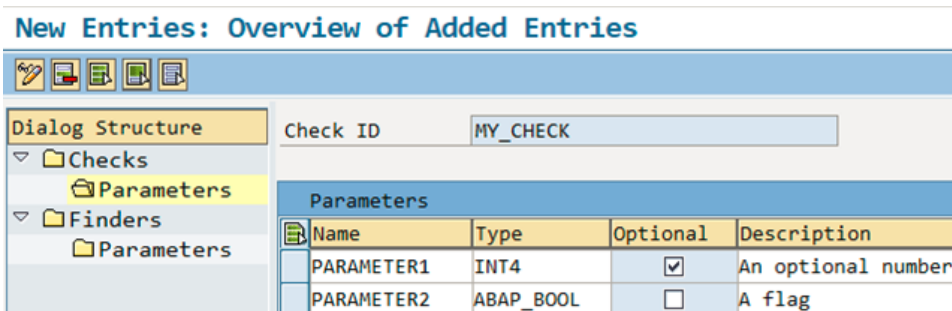 New Entries: Overview of Added Entries
Dialog Structure
Checks
Parameters
Finders
Parameters
Check ID MY_CHECK
Parameters
Name Type Optional Description
PARAMETER1 INT4 An optional number
PARAMETER2 ABAP_BOOL A flag